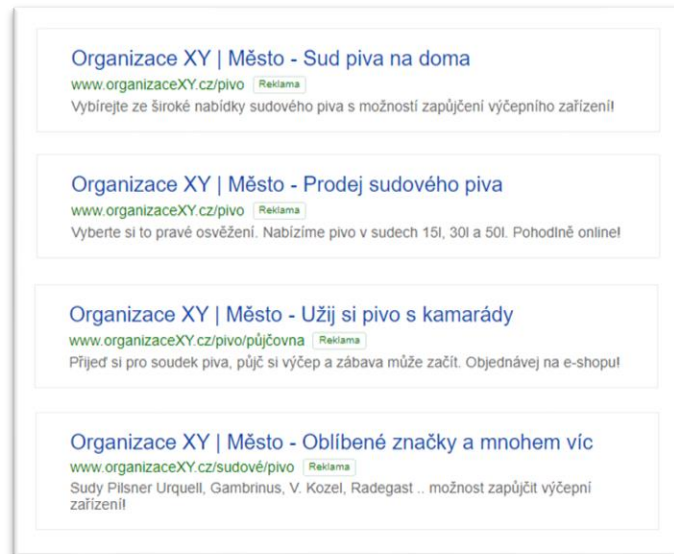 Organizace XY | Město - Sud piva na doma
www.organizaceXY.cz/pivo Reklama
Vybírejte ze široké nabídky sudového piva s možností zapůjčení výčepního zařízení!
Organizace XY | Město - Prodej sudového piva
www.organizaceXY.cz/pivo Reklama
Vyberte si to pravé osvěžení. Nabízíme pivo v sudech 15l, 30l a 50l. Pohodlně online!
Organizace XY | Město - Užij si pivo s kamarády
www.organizaceXY.cz/pivo/půjčovna Reklama
Přijeď si pro soudek piva, půjč si výčep a zábava může začít. Objednávej na e-shopu!
Organizace XY | Město - Oblíbené značky a mnohem víc
www.organizaceXY.cz/sudové/pivo Reklama
Sudy Pilsner Urquell, Gambrinus, V. Kozel, Radegast .. možnost zapůjčit výčepní
zařízení!